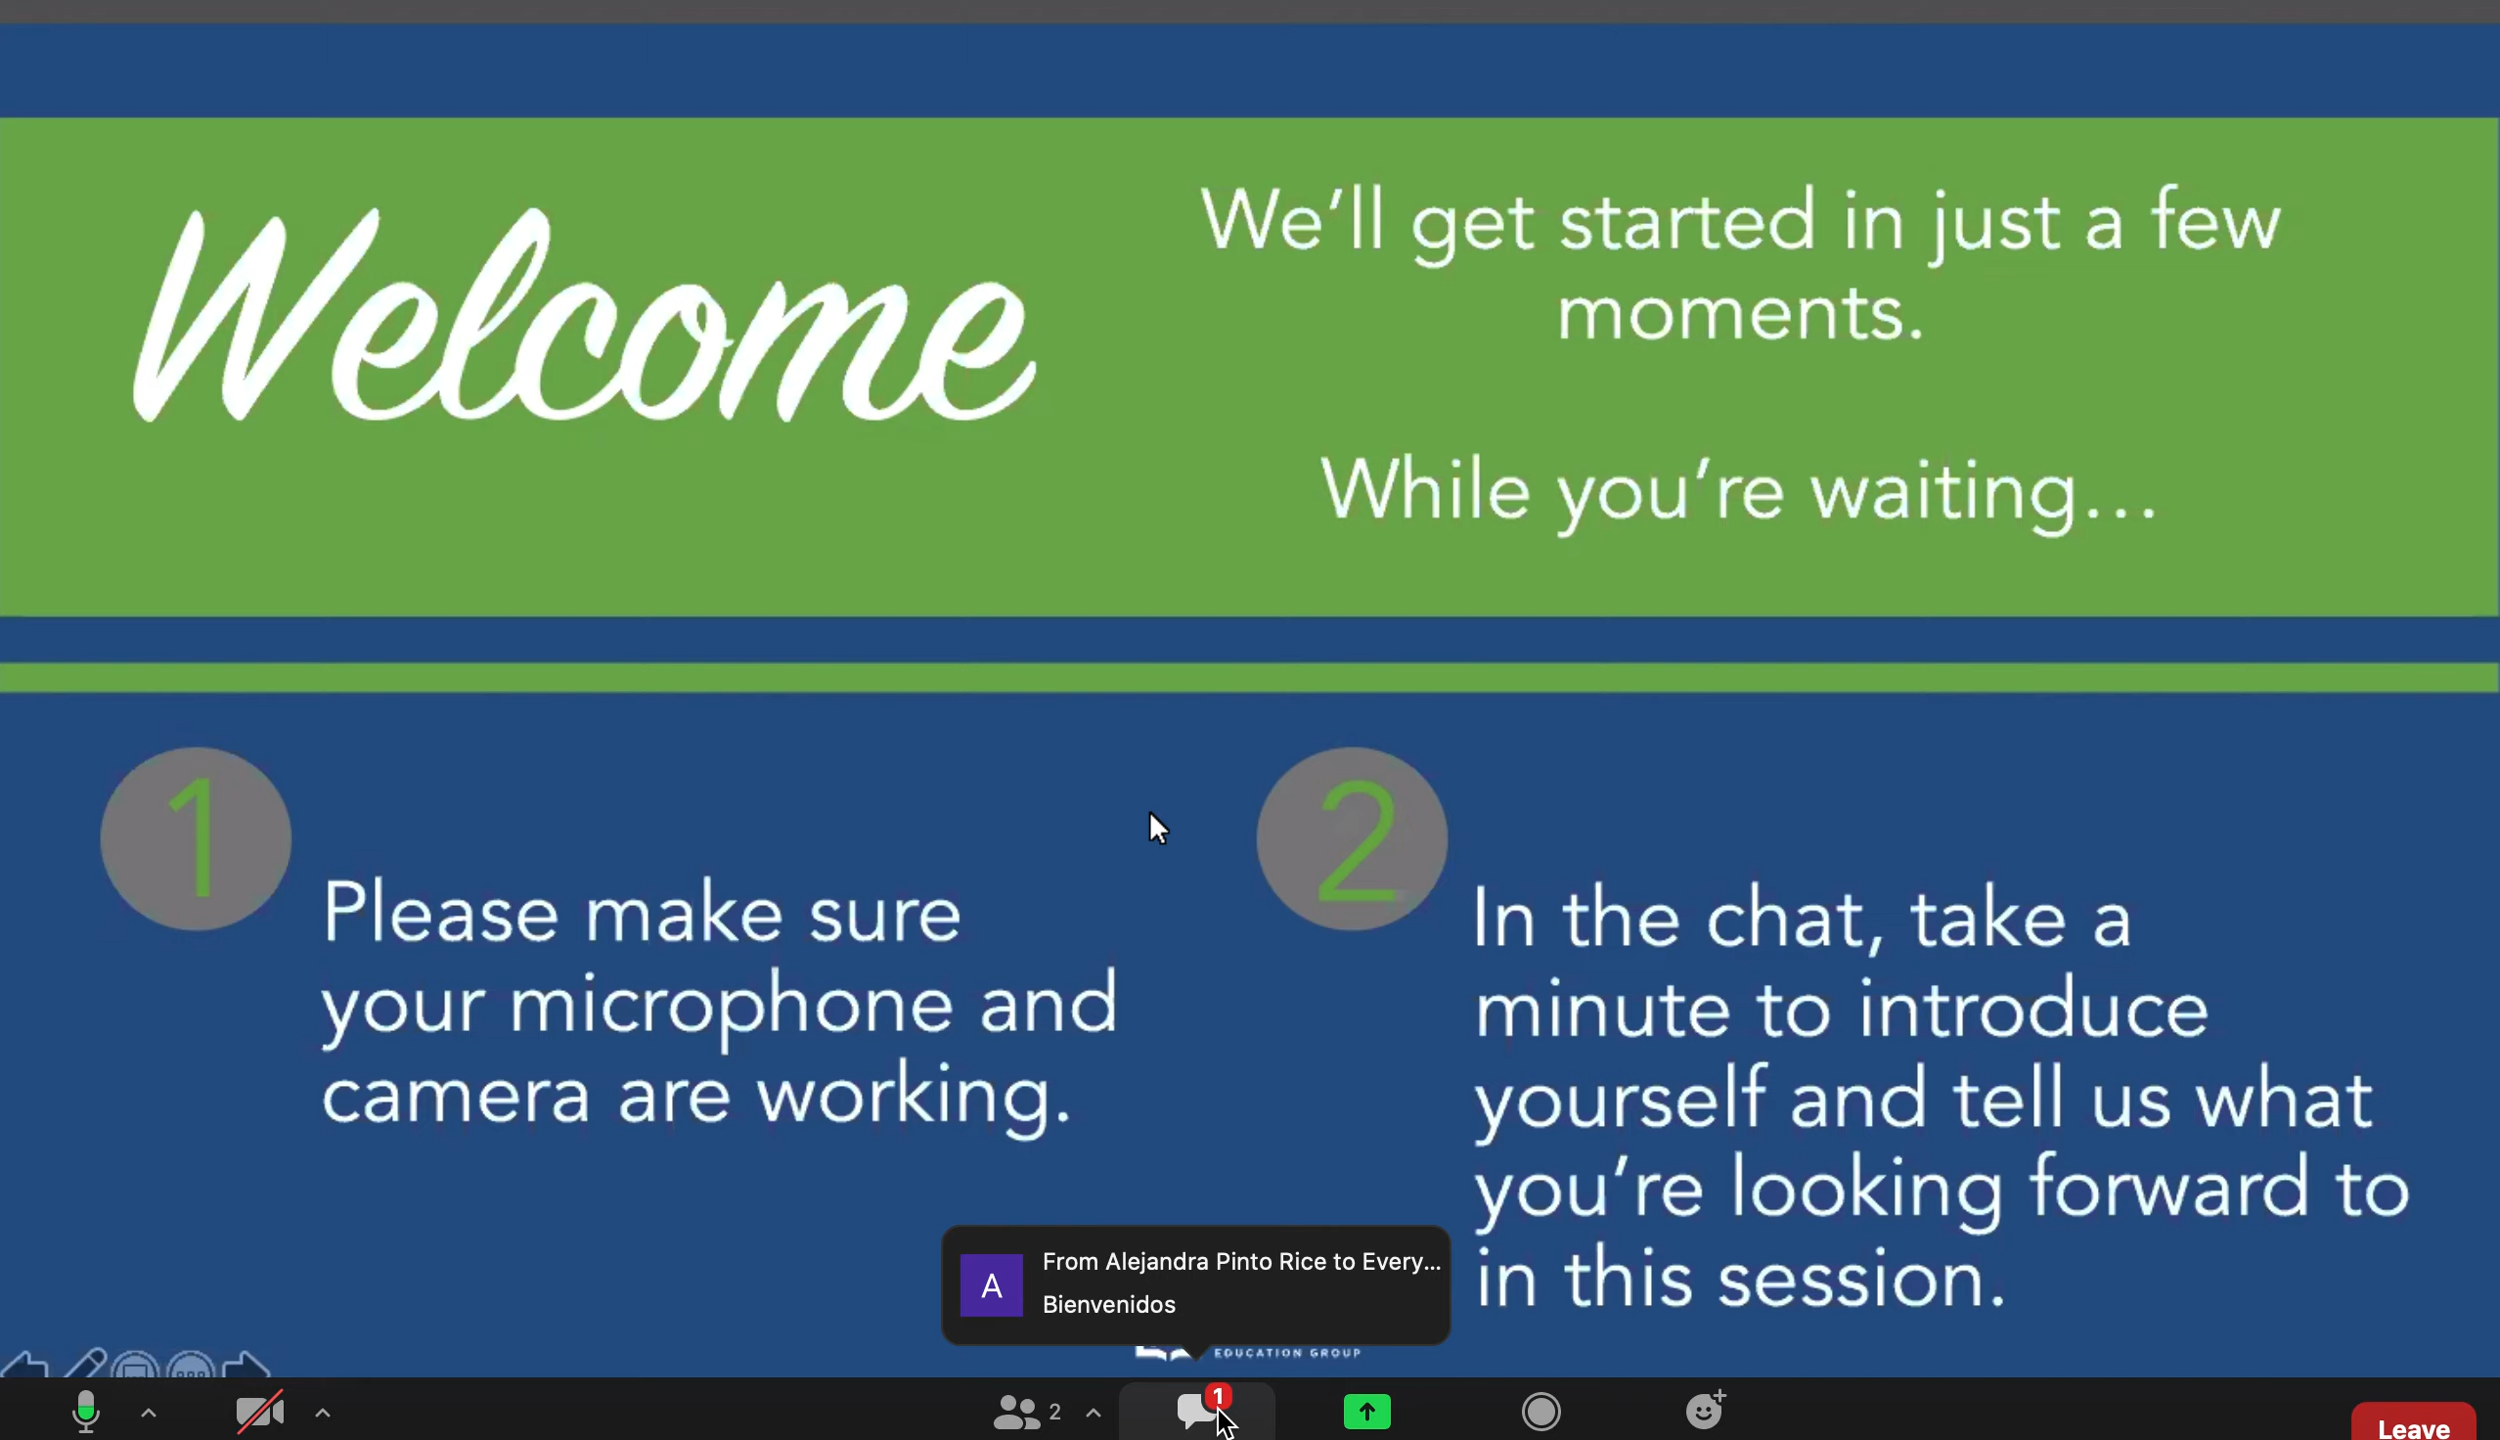 Welcome
We’ll get started in just a few
moments.
While you’re waiting...
1
Please make sure
your microphone and
camera are working.
2
In the chat, take a
minute to introduce
yourself and tell us what
you’re looking forward to
in this session.
A
From Alejandra Pinto Rice to Every...
Bienvenidos
EDUCATION GROUP
2
1
Leave